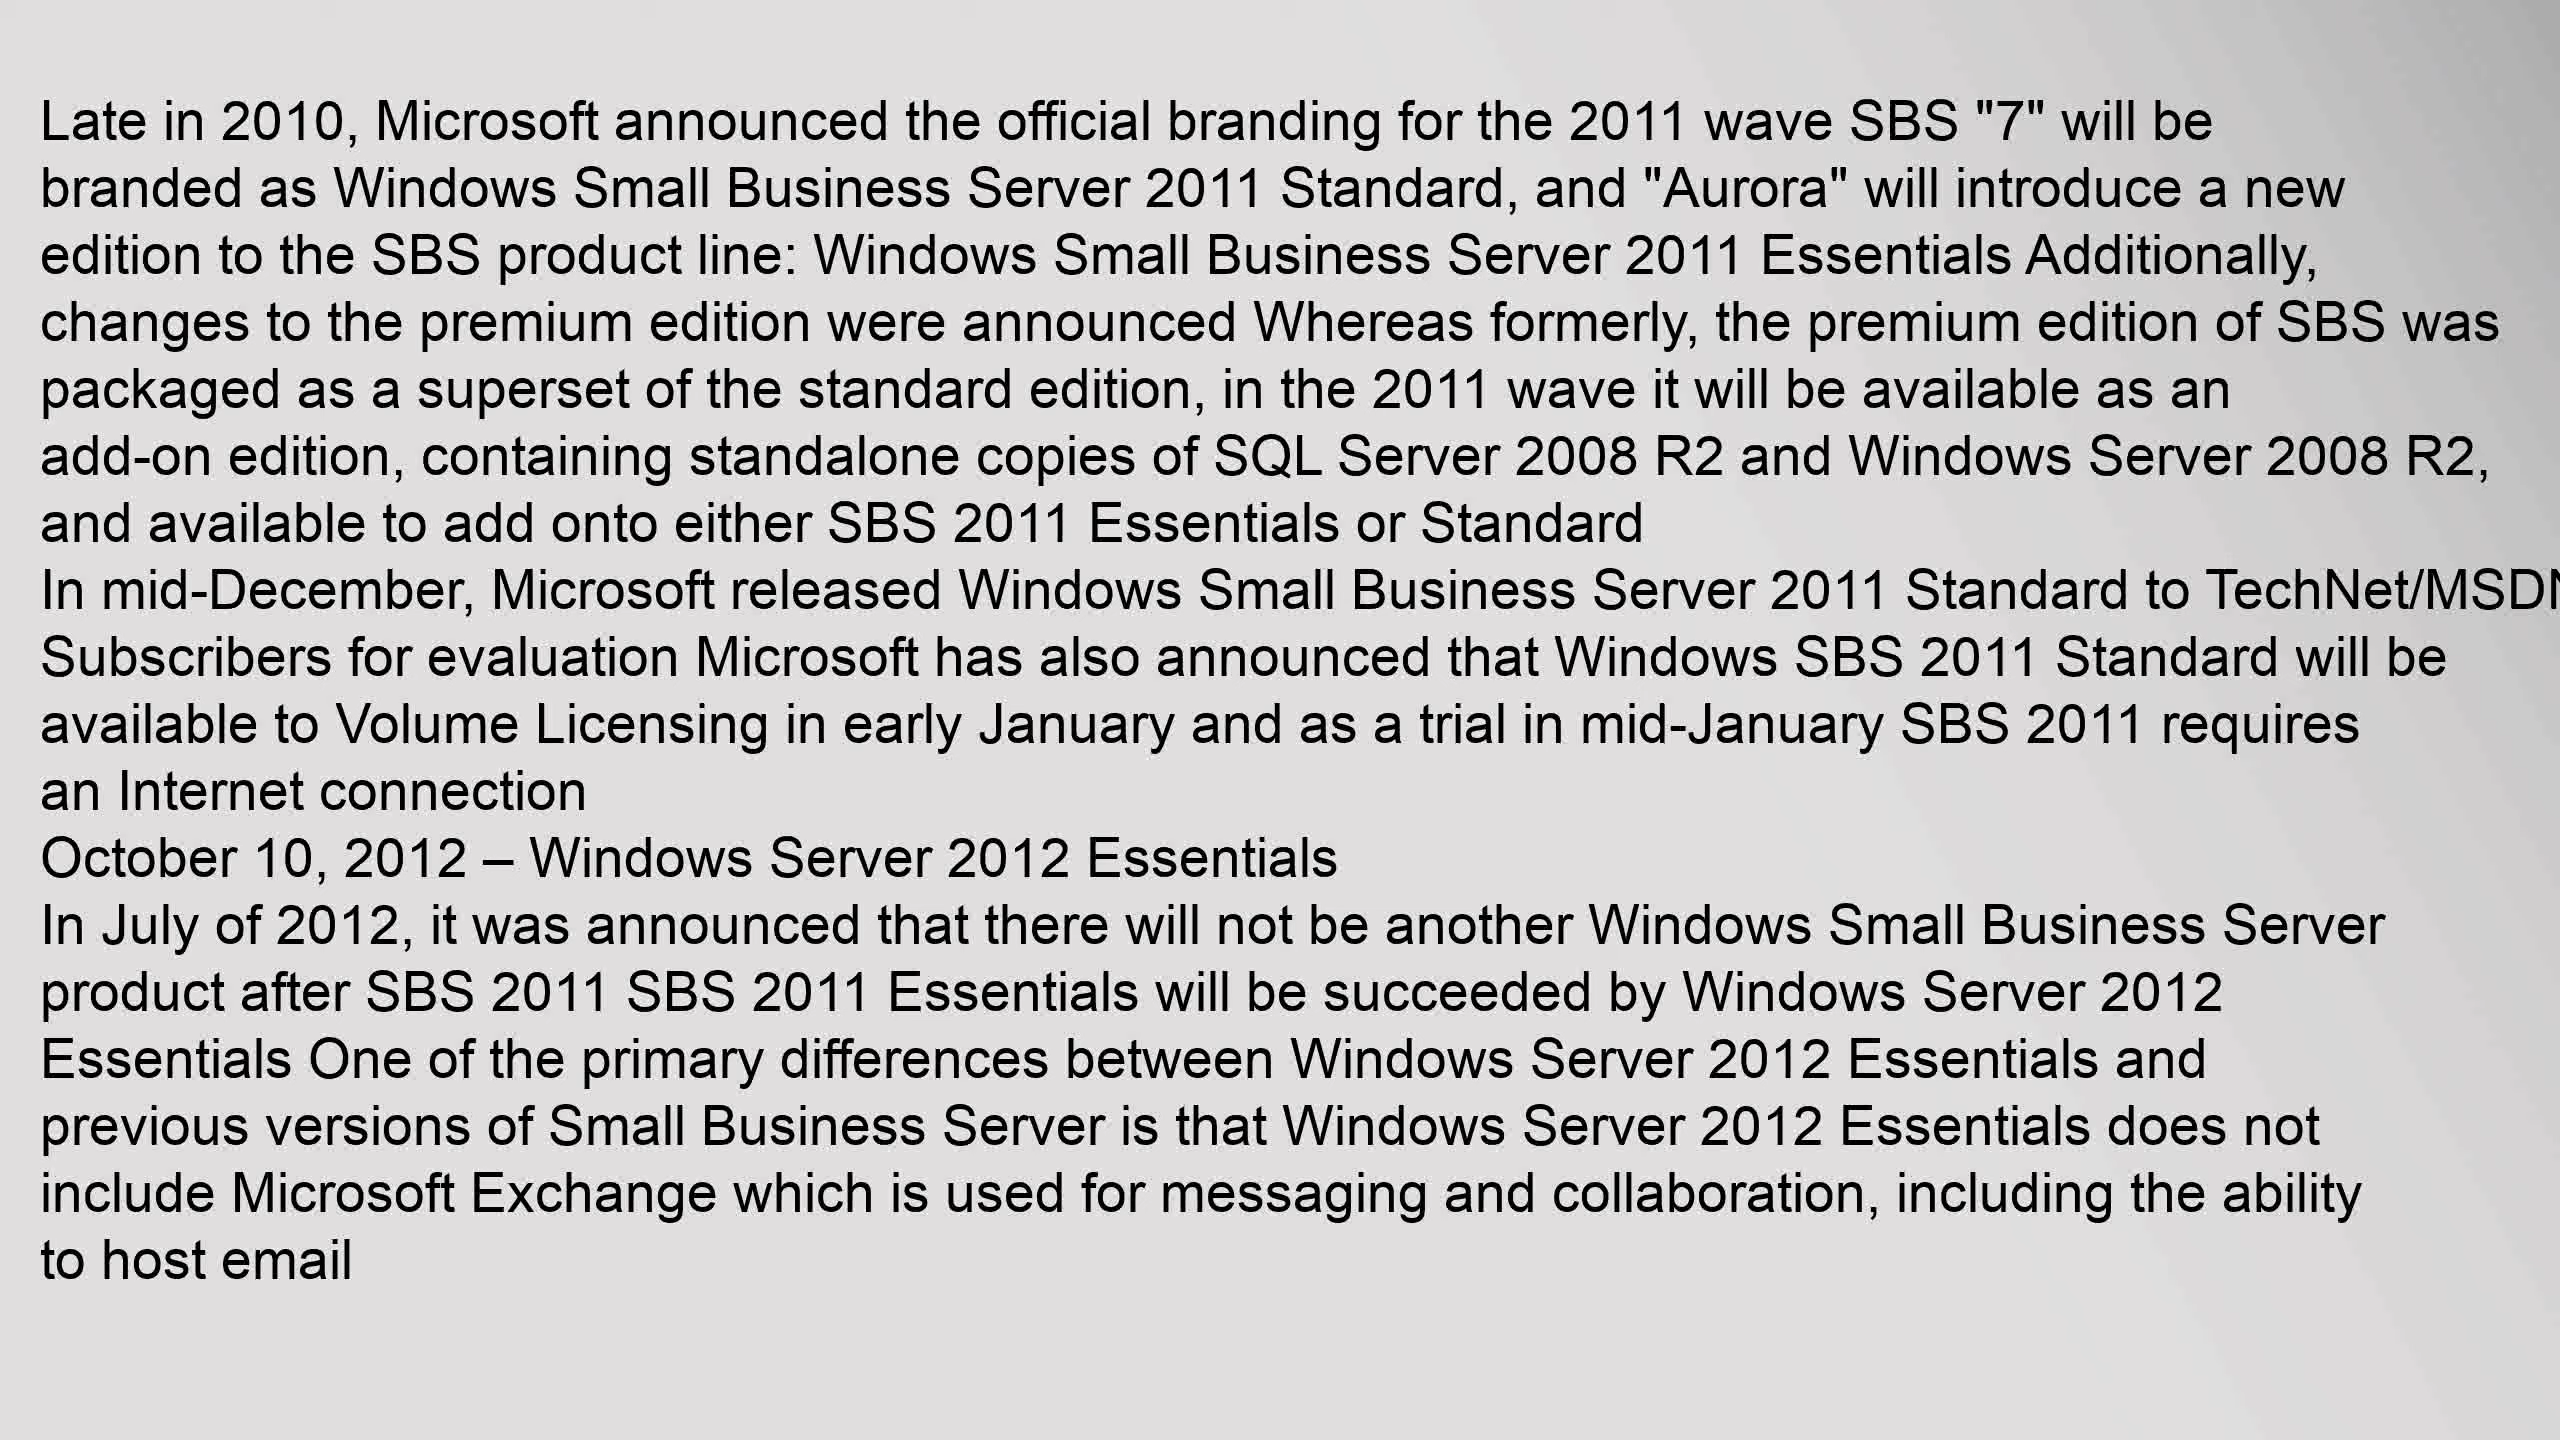 Late in 2010, Microsoft announced the official branding for the 2011 wave SBS "7" will be
branded as Windows Small Business Server 2011 Standard, and "Aurora" will introduce a new
edition to the SBS product line: Windows Small Business Server 2011 Essentials Additionally,
changes to the premium edition were announced Whereas formerly, the premium edition of SBS was
packaged as a superset of the standard edition, in the 2011 wave it will be available as an
add-on edition, containing standalone copies of SQL Server 2008 R2 and Windows Server 2008 R2,
and available to add onto either SBS 2011 Essentials or Standard
In mid-December, Microsoft released Windows Small Business Server 2011 Standard to TechNet/MSDN
Subscribers for evaluation Microsoft has also announced that Windows SBS 2011 Standard will be
available to Volume Licensing in early January and as a trial in mid-January SBS 2011 requires
an Internet connection
October 10, 2012 – Windows Server 2012 Essentials
In July of 2012, it was announced that there will not be another Windows Small Business Server
product after SBS 2011 SBS 2011 Essentials will be succeeded by Windows Server 2012
Essentials One of the primary differences between Windows Server 2012 Essentials and
previous versions of Small Business Server is that Windows Server 2012 Essentials does not
include Microsoft Exchange which is used for messaging and collaboration, including the ability
to host email